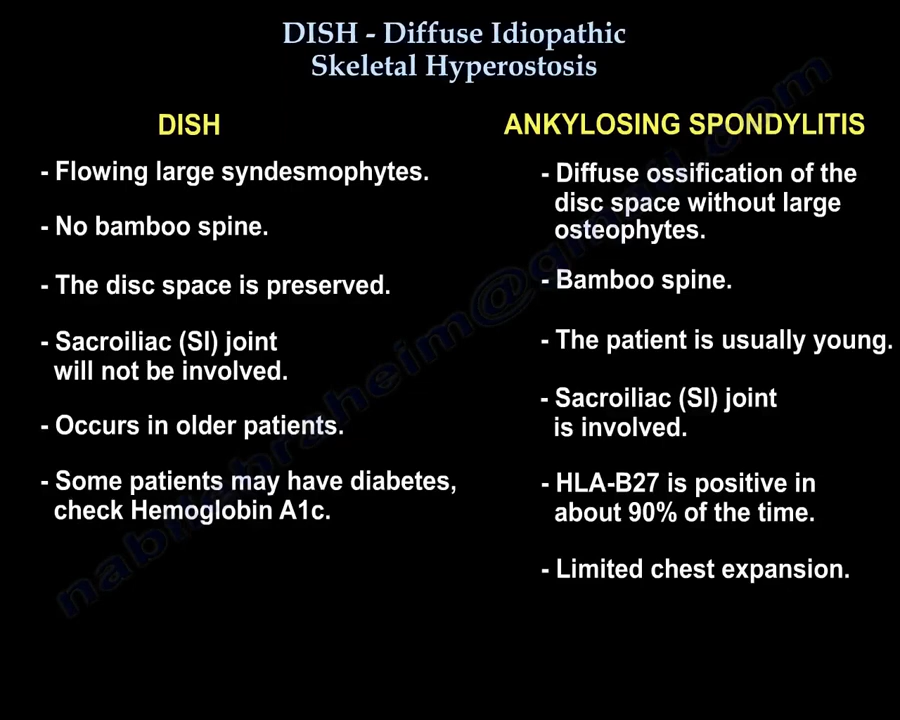 DISH - Diffuse Idiopathic
Skeletal Hyperostosis
DISH
- Flowing large syndesmophytes.
- No bamboo spine.
- The disc space is preserved.
- Sacroiliac (SI) joint
will not be involved.
- Occurs in older patients.
- Some patients may have diabetes,
check Hemoglobin A1c.
ANKYLOSING SPONDYLITIS
- Diffuse ossification of the
disc space without large
osteophytes.
- Bamboo spine.
- The patient is usually young.
- Sacroiliac (SI) joint
is involved.
- HLA-B27 is positive in
about 90% of the time.
- Limited chest expansion.
nabilebraheim@gmail.com